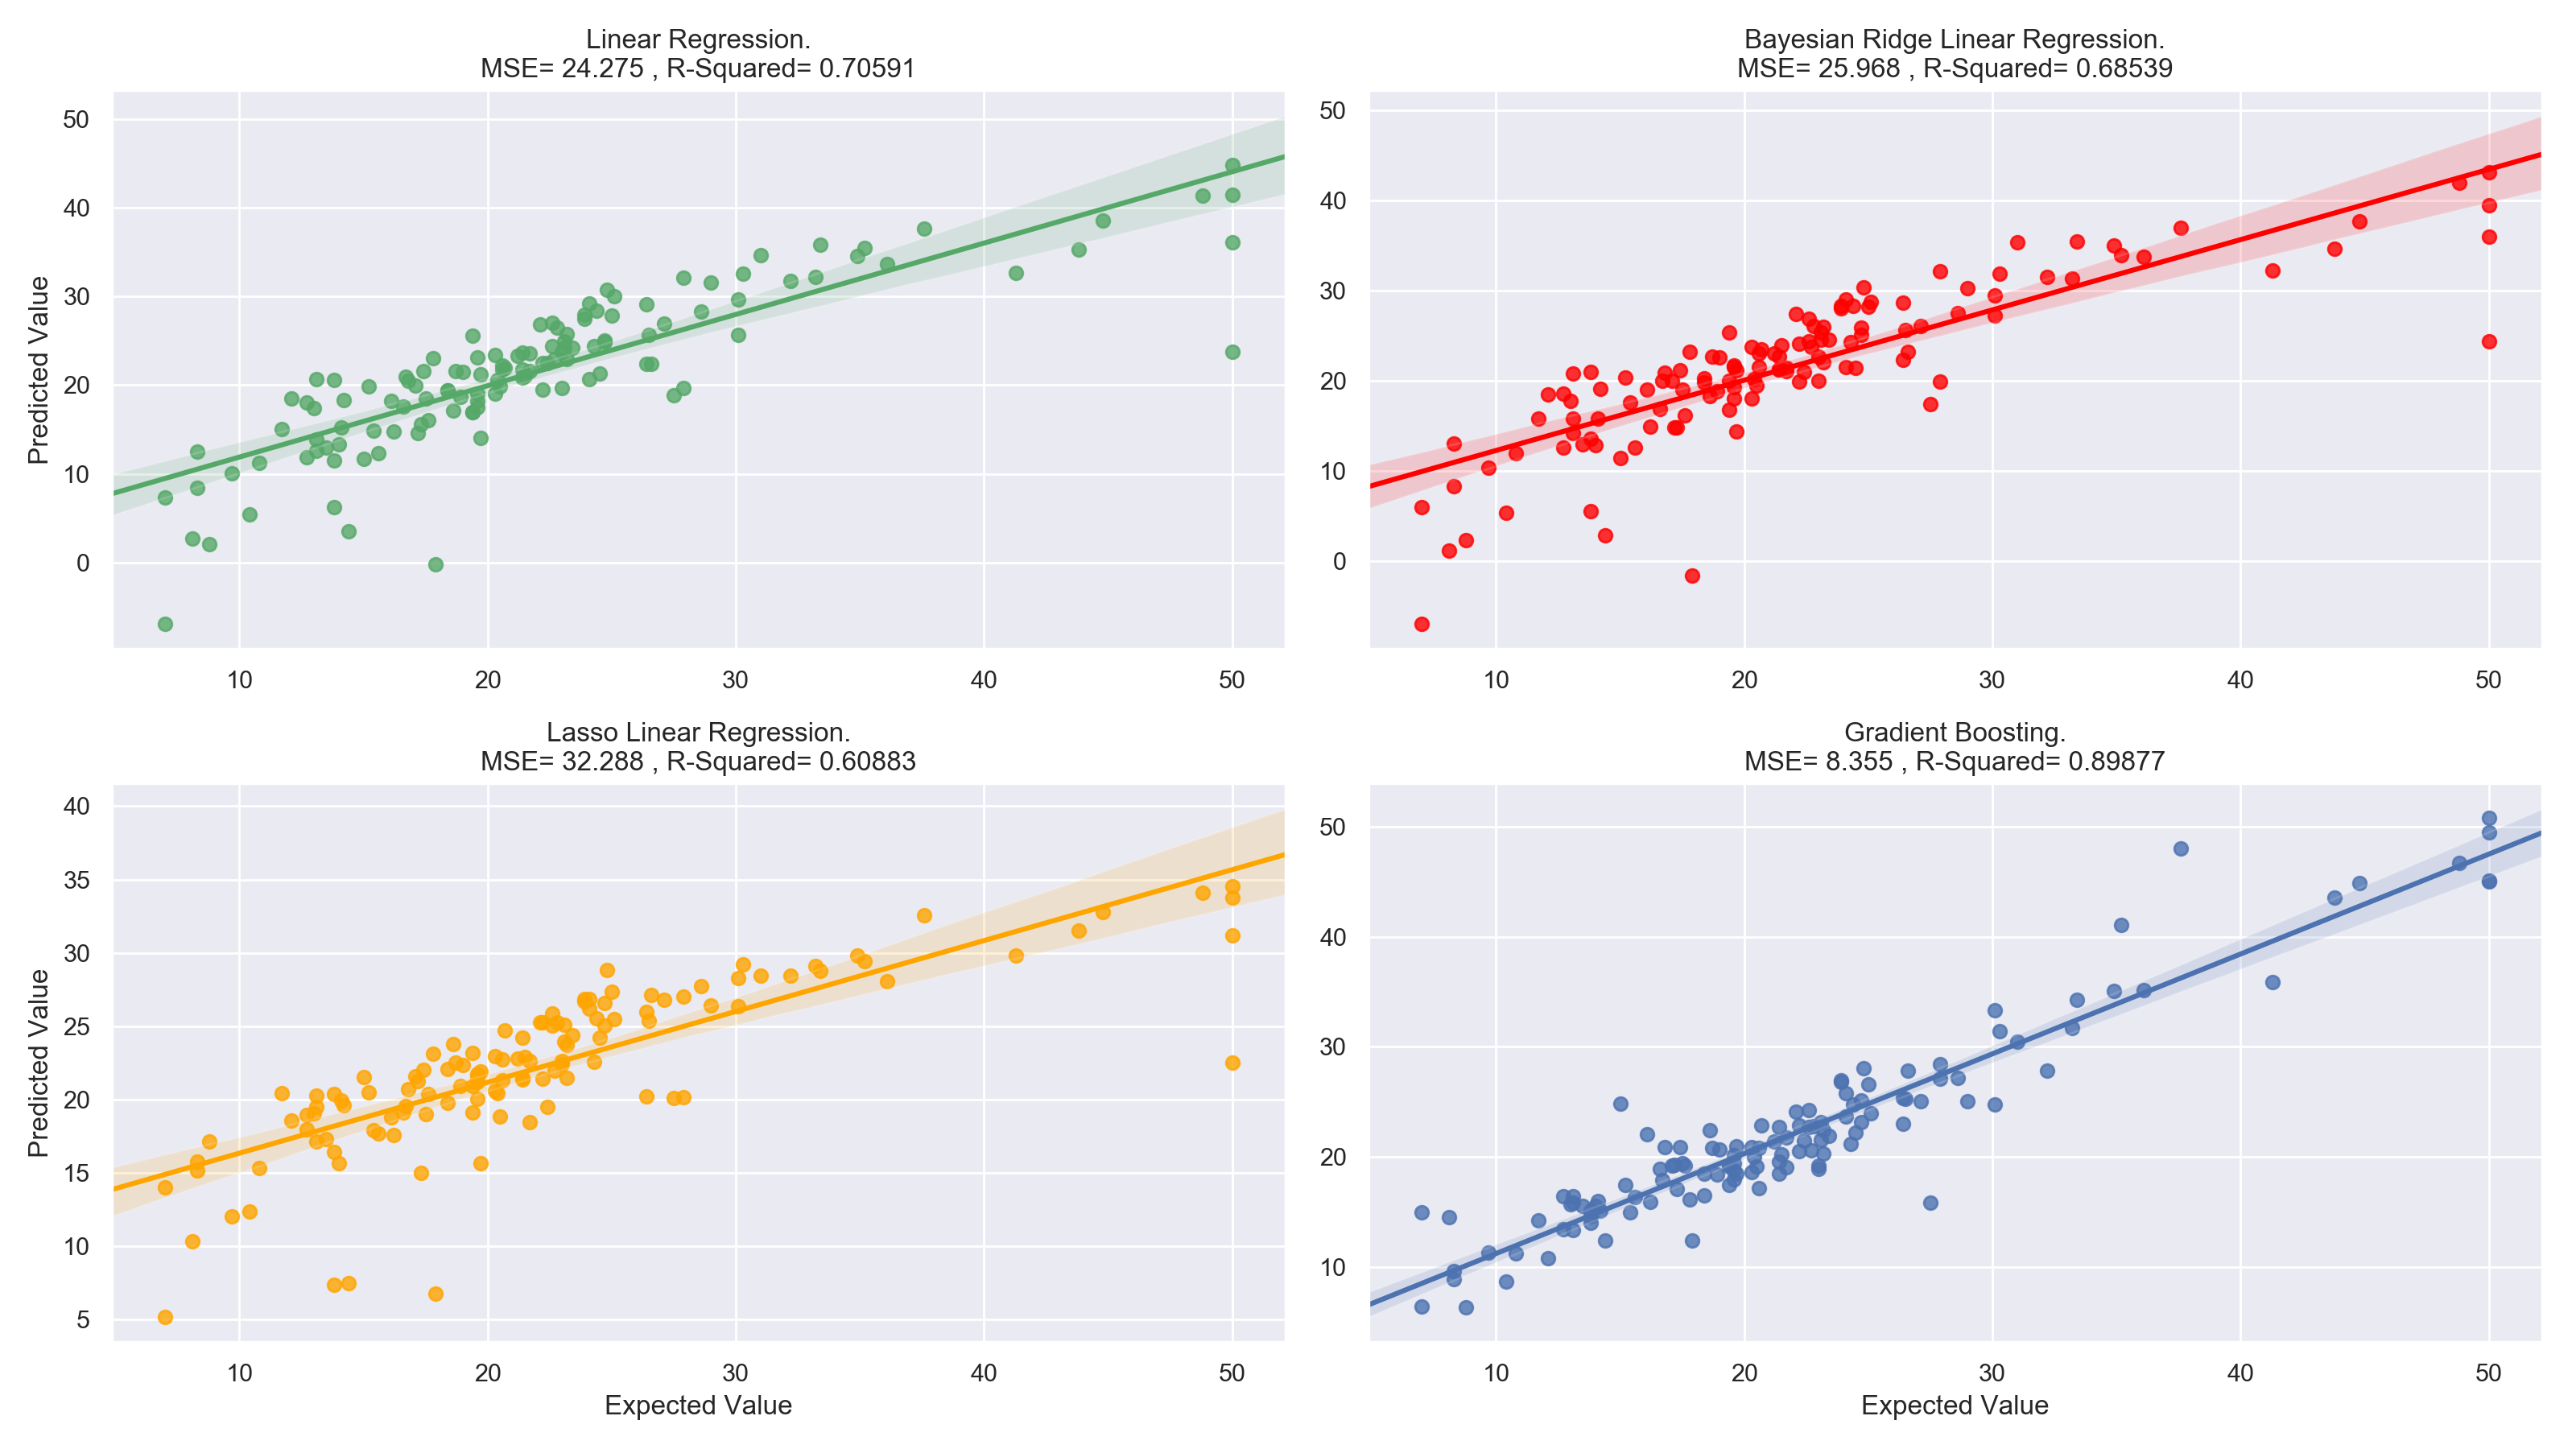 Linear Regression.
MSE= 24.275 , R-Squared= 0.70591
50
40
30
20
10
0
Predicted Value
10 20 30 40 50
Bayesian Ridge Linear Regression.
MSE= 25.968 , R-Squared= 0.68539
50
40
30
20
10
0
10 20 30 40 50
Lasso Linear Regression.
MSE= 32.288 , R-Squared= 0.60883
40
35
30
25
20
15
10
5
Predicted Value
10 20 30 40 50
Expected Value
Gradient Boosting.
MSE= 8.355 , R-Squared= 0.89877
50
40
30
20
10
10 20 30 40 50
Expected Value